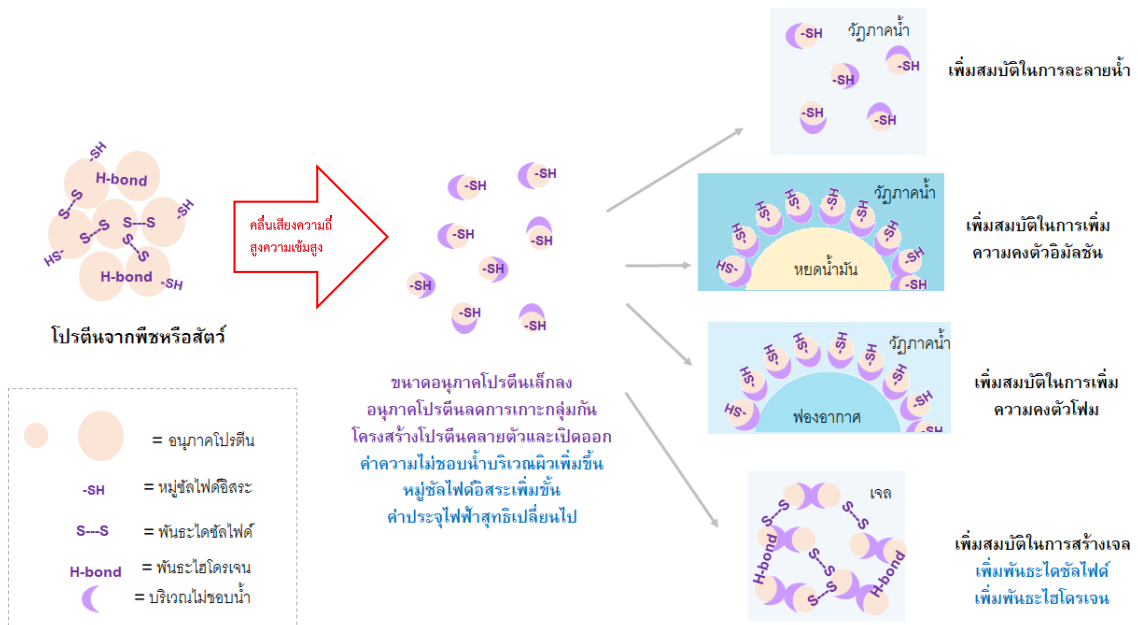 -SH
H-bond
S---S
-SH
S---S
S---S
S---S
HS-
H-bond
-SH
โปรตีนจากพืชหรือสัตว์
คลื่นเสียงความถี่
สูงความเข้มสูง
-SH
-SH
-SH
-SH
-SH
-SH
-SH
-SH
ขนาดอนุภาคโปรตีนเล็กลง
อนุภาคโปรตีนลดการเกาะกลุ่มกัน
โครงสร้างโปรตีนคลายตัวและเปิดออก
ค่าความไม่ชอบน้ำบริเวณผิวเพิ่มขึ้น
หมู่ซัลไฟด์อิสระเพิ่มขั้น
ค่าประจุไฟฟ้าสุทธิเปลี่ยนไป
วัฏภาคน้ำ
-SH
-SH
-SH
-SH
-SH
เพิ่มสมบัติในการละลายน้ำ
วัฏภาคน้ำ
HS-
HS-
HS-
HS-
-SH
-SH
-SH
-SH
-SH
หยดน้ำมัน
เพิ่มสมบัติในการเพิ่ม
ความคงตัวอิมัลชัน
วัฏภาคน้ำ
HS-
HS-
HS-
HS-
-SH
-SH
-SH
-SH
-SH
ฟองอากาศ
เพิ่มสมบัติในการเพิ่ม
ความคงตัวโฟม
เจล
S---S
S---S
S---S
S---S
H-bond
H-bond
เพิ่มสมบัติในการสร้างเจล
เพิ่มพันธะไดซัลไฟด์
เพิ่มพันธะไฮโดรเจน
= อนุภาคโปรตีน
-SH = หมู่ซัลไฟด์อิสระ
S---S = พันธะไดซัลไฟด์
H-bond = พันธะไฮโดรเจน
= บริเวณไม่ชอบน้ำ